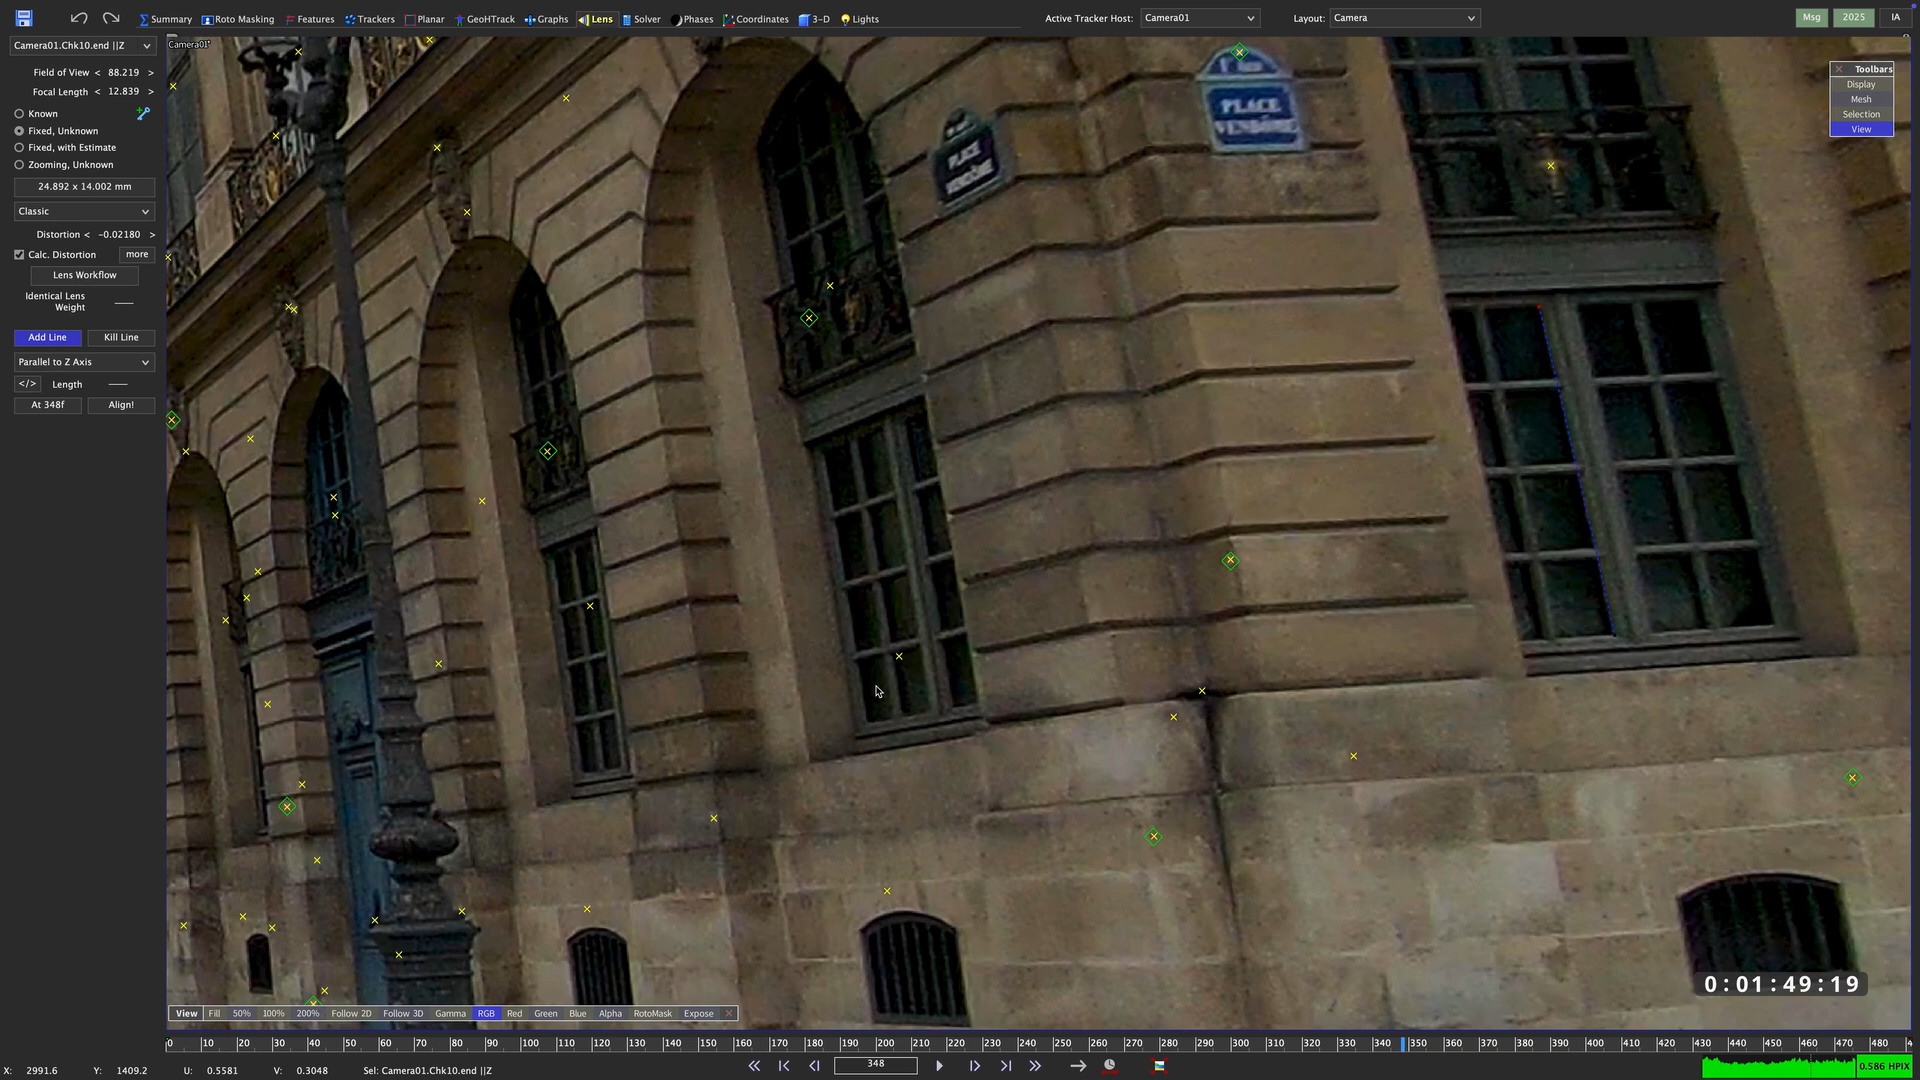 Summary Roto Masking Features Trackers Planar GeoHTrack Graphs Lens Solver Phases Coordinates 3-D Lights Active Tracker Host: Camera01 Layout: Camera Msg 2025 IA
Camera01.Chk10.end ||Z
Camera01*
Field of View < 88.219 >
Focal Length < 12.839 >
Known
Fixed, Unknown
Fixed, with Estimate
Zooming, Unknown
24.892 x 14.002 mm
Classic
Distortion < -0.02180 >
Calc. Distortion more
Lens Workflow
Identical Lens
Weight
Add Line Kill Line
Parallel to Z Axis
</> Length
At 348f Align!
PLACE
VENDÔME
PLACE
VENDÔME
Toolbars
Display
Mesh
Selection
View
0:01:49:19
View Fill 50% 100% 200% Follow 2D Follow 3D Gamma RGB Red Green Blue Alpha RotoMask Expose
0 10 20 30 40 50 60 70 80 90 100 110 120 130 140 150 160 170 180 190 200 210 220 230 240 250 260 270 280 290 300 310 320 330 340 350 360 370 380 390 400 410 420 430 440 450 460 470 480
348
X: 2991.6 Y: 1409.2 U: 0.5581 V: 0.3048 Sel: Camera01.Chk10.end ||Z
0.586 HPIX